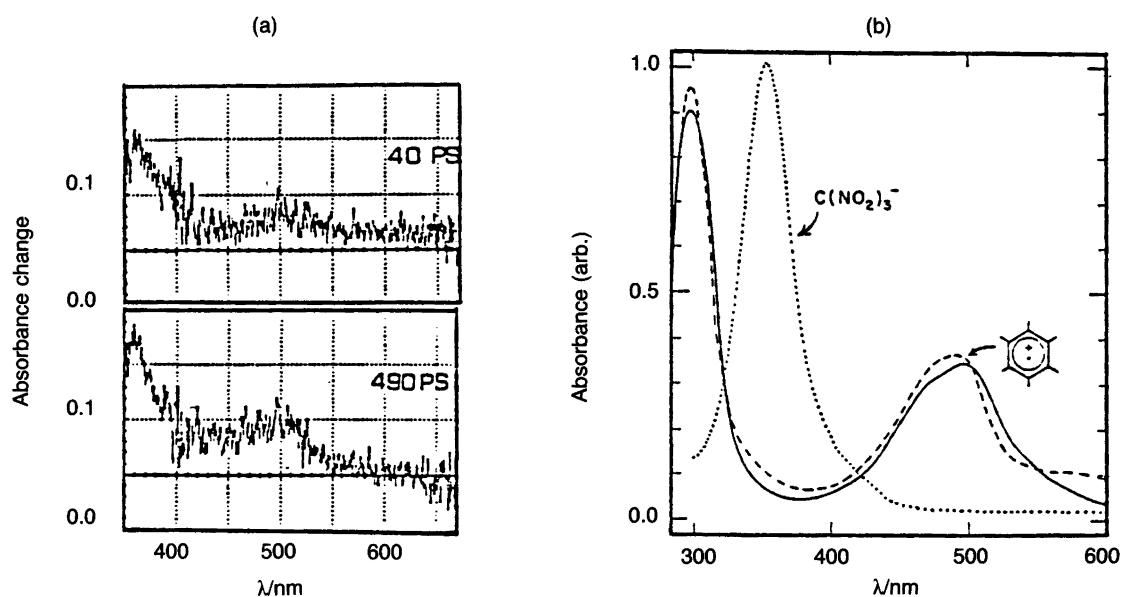 (a)
Absorbance change
0.1
0.0
0.1
0.0
40 PS
490 PS
400 500 600
λ/nm
(b)
Absorbance (arb.)
1.0
0.5
0.0
C(NO₂)₃⁻
+
•
300 400 500 600
λ/nm